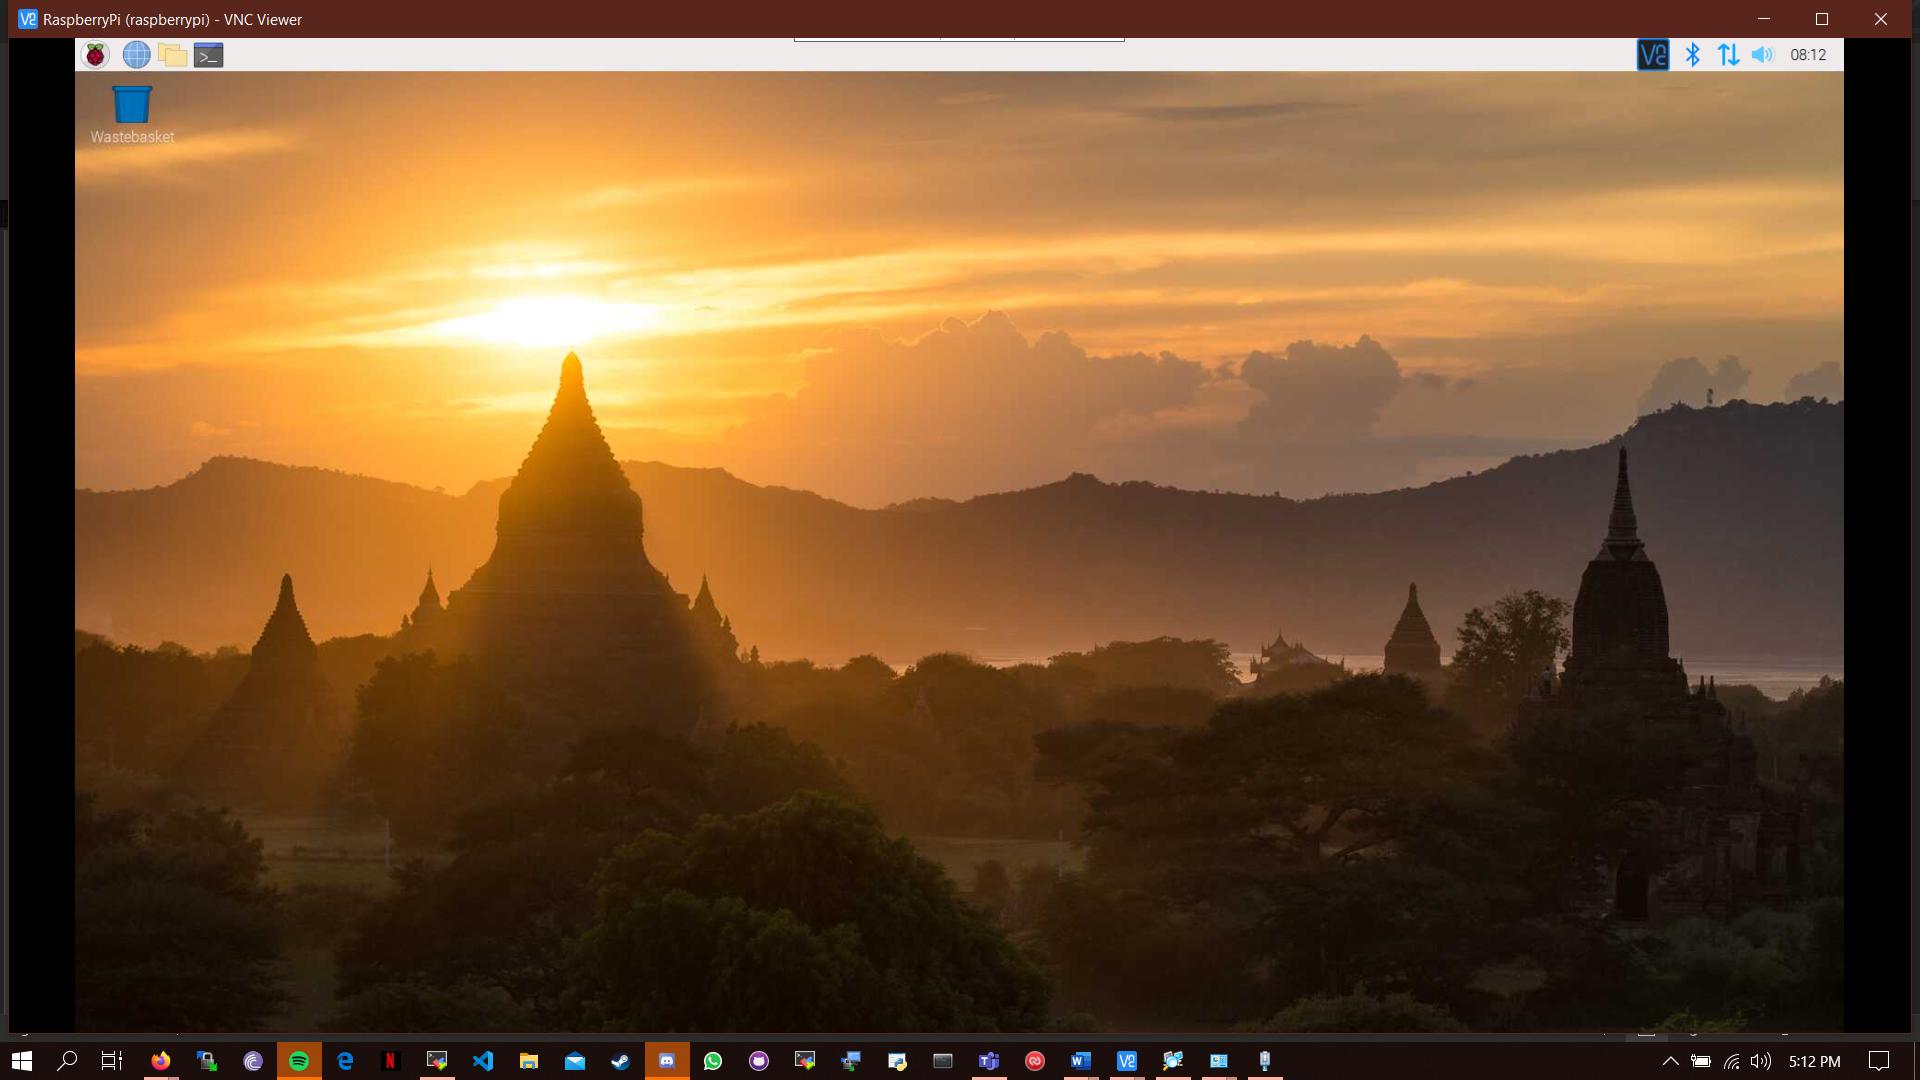 RaspberryPi (raspberrypi) - VNC Viewer
08:12
Wastebasket
5:12 PM